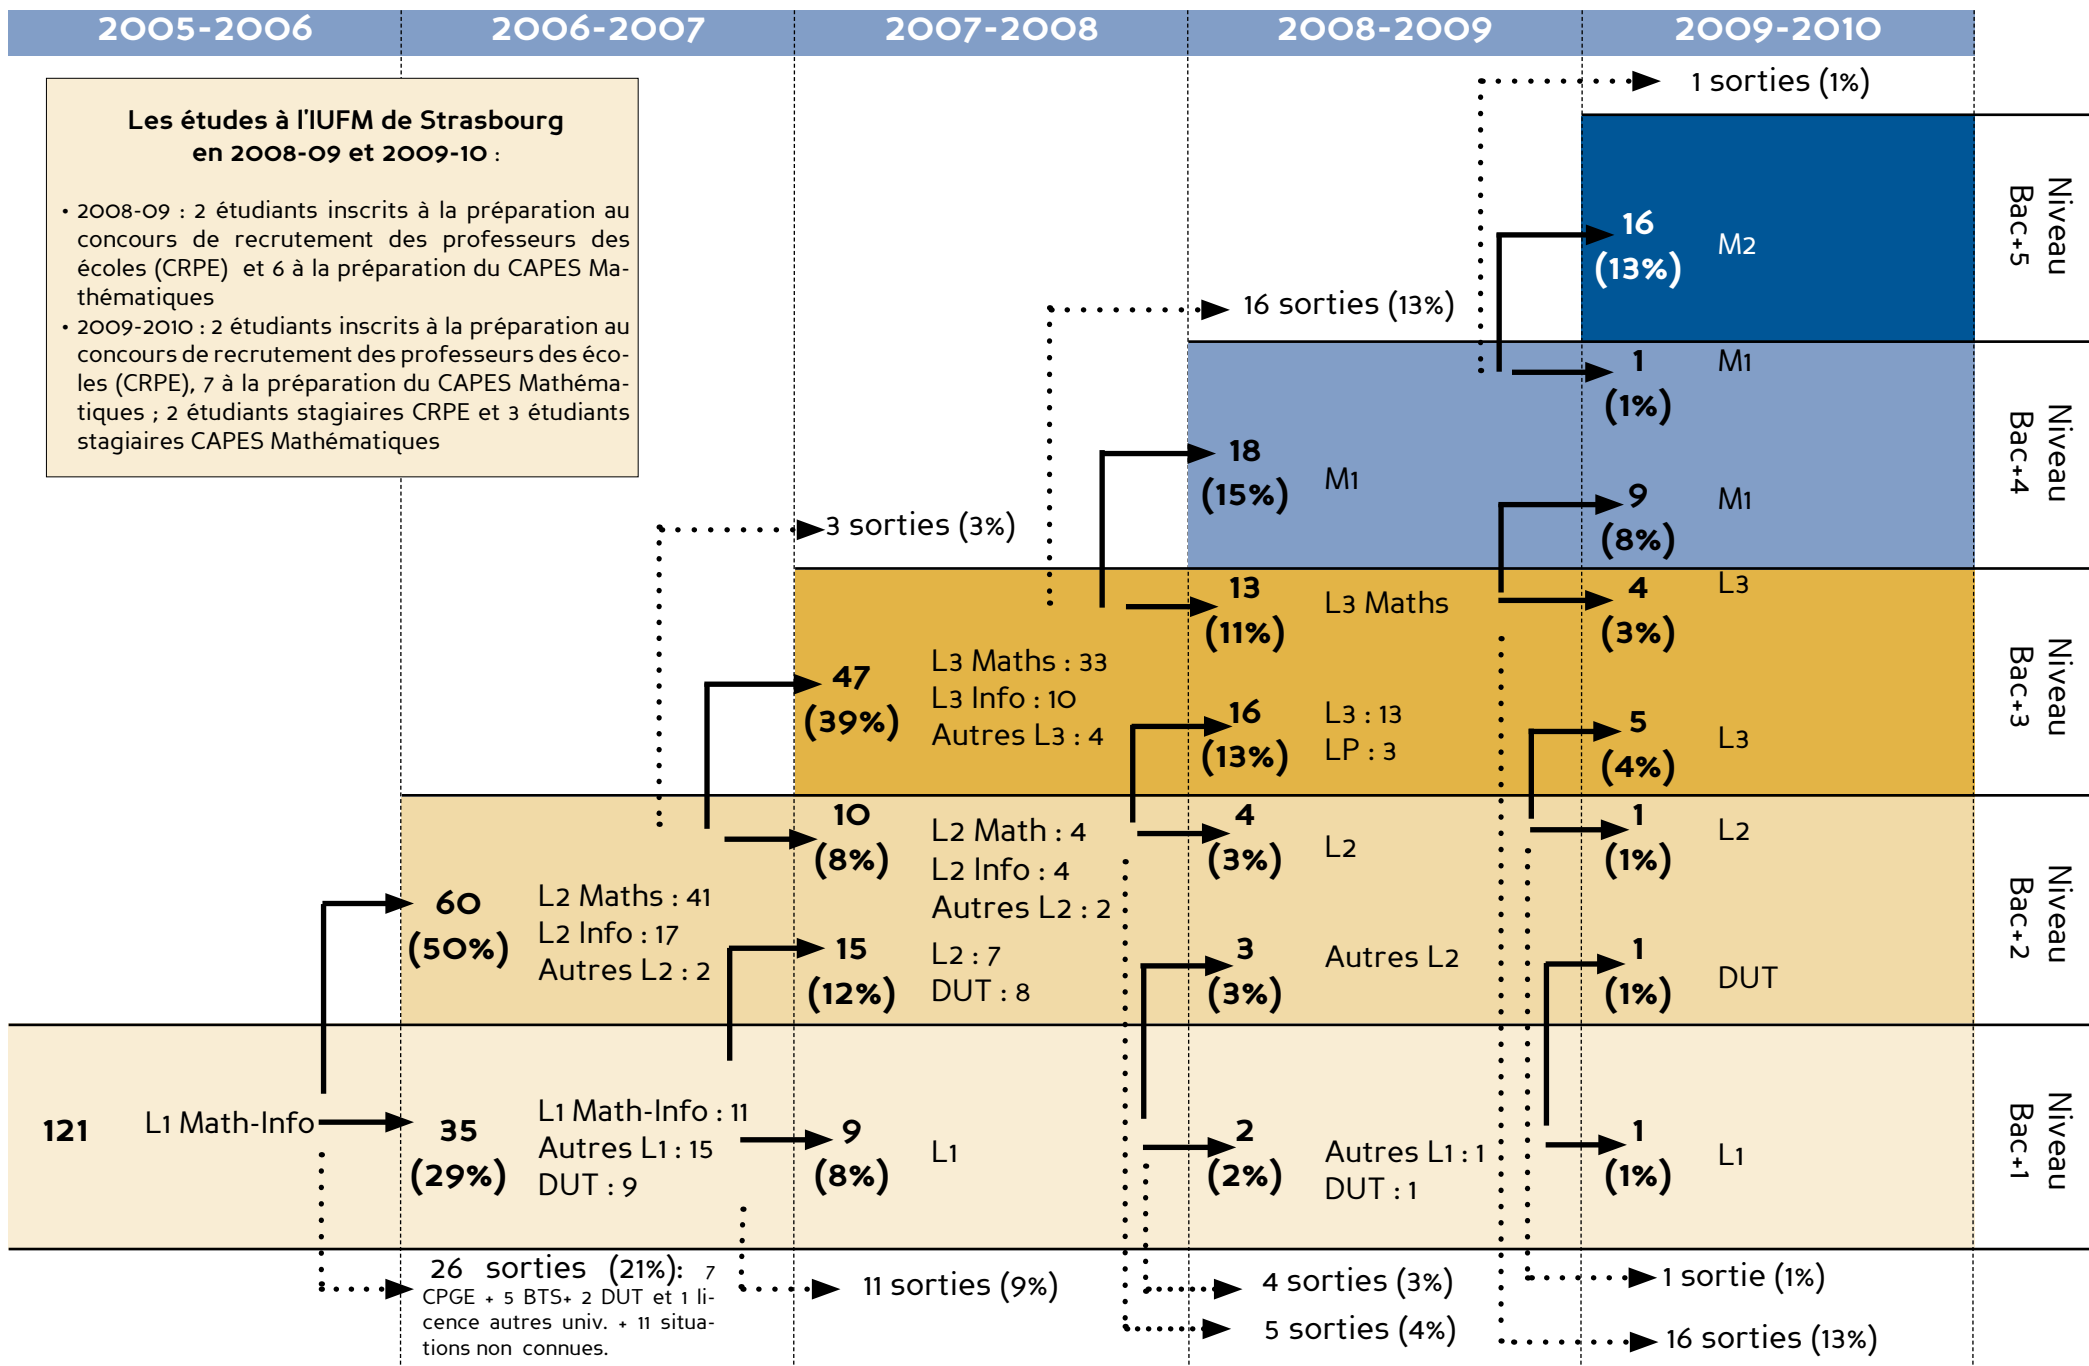 2005-2006
2006-2007
2007-2008
2008-2009
2009-2010
Les études à l'IUFM de Strasbourg
en 2008-09 et 2009-10 :
• 2008-09 : 2 étudiants inscrits à la préparation au
concours de recrutement des professeurs des
écoles (CRPE) et 6 à la préparation du CAPES Ma-
thématiques
• 2009-2010 : 2 étudiants inscrits à la préparation au
concours de recrutement des professeurs des éco-
les (CRPE), 7 à la préparation du CAPES Mathéma-
tiques ; 2 étudiants stagiaires CRPE et 3 étudiants
stagiaires CAPES Mathématiques
121
L1 Math-Info
60
(50%)
L2 Maths : 41
L2 Info : 17
Autres L2 : 2
35
(29%)
L1 Math-Info : 11
Autres L1 : 15
DUT : 9
26 sorties (21%): 7
CPGE + 5 BTS+ 2 DUT et 1 li-
cence autres univ. + 11 situa-
tions non connues.
3 sorties (3%)
47
(39%)
L3 Maths : 33
L3 Info : 10
Autres L3 : 4
10
(8%)
L2 Math : 4
L2 Info : 4
Autres L2 : 2
15
(12%)
L2 : 7
DUT : 8
9
(8%)
L1
11 sorties (9%)
16 sorties (13%)
18
(15%)
M1
13
(11%)
L3 Maths
16
(13%)
L3 : 13
LP : 3
4
(3%)
L2
3
(3%)
Autres L2
2
(2%)
Autres L1 : 1
DUT : 1
4 sorties (3%)
5 sorties (4%)
1 sorties (1%)
16
(13%)
M2
1
(1%)
M1
9
(8%)
M1
4
(3%)
L3
5
(4%)
L3
1
(1%)
L2
1
(1%)
DUT
1
(1%)
L1
1 sortie (1%)
16 sorties (13%)
Niveau
Bac+5
Niveau
Bac+4
Niveau
Bac+3
Niveau
Bac+2
Niveau
Bac+1